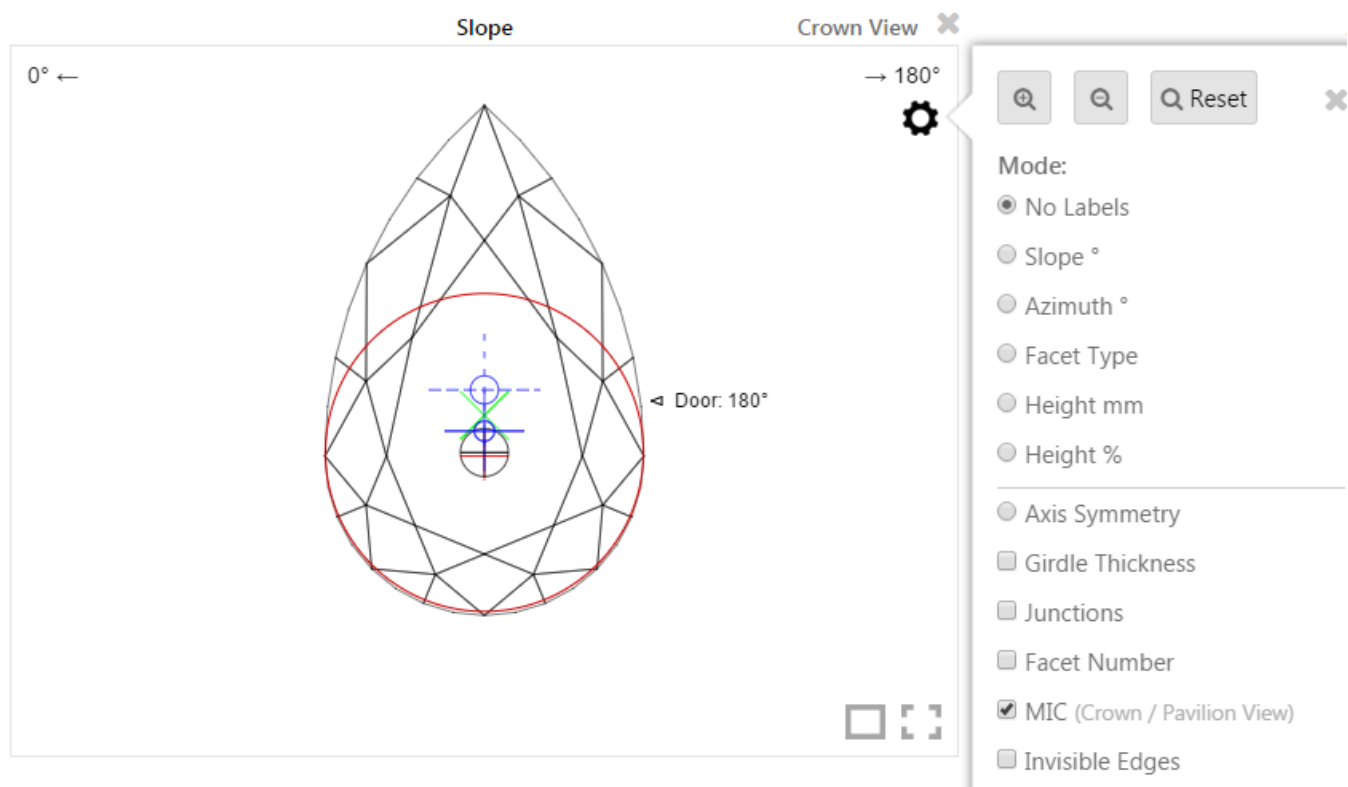 Slope
Crown View
0° ←
→ 180°
Door: 180°
Reset
Mode:
No Labels
Slope °
Azimuth °
Facet Type
Height mm
Height %
Axis Symmetry
Girdle Thickness
Junctions
Facet Number
MIC (Crown / Pavilion View)
Invisible Edges